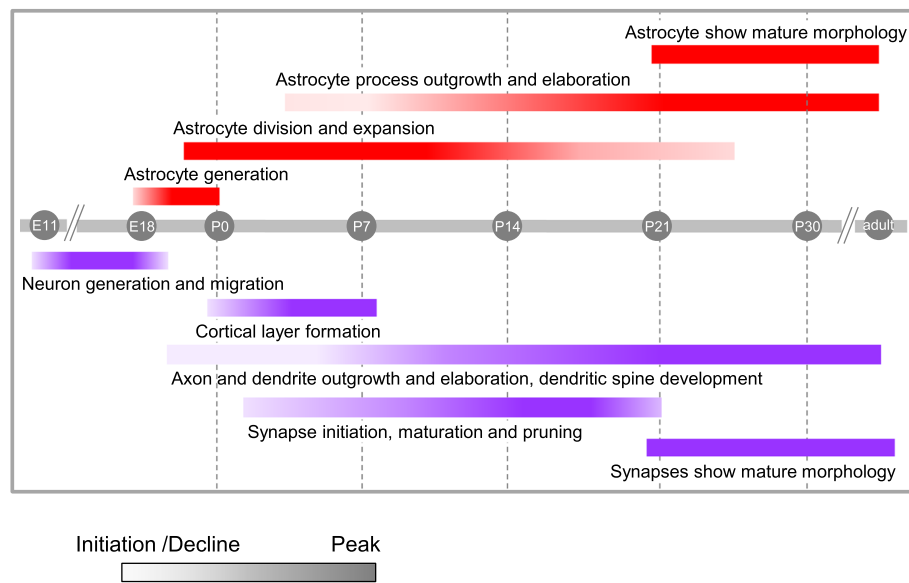 Astrocyte show mature morphology
Astrocyte process outgrowth and elaboration
Astrocyte division and expansion
Astrocyte generation
E11 E18 P0 P7 P14 P21 P30 adult
Neuron generation and migration
Cortical layer formation
Axon and dendrite outgrowth and elaboration, dendritic spine development
Synapse initiation, maturation and pruning
Synapses show mature morphology
Initiation /Decline Peak